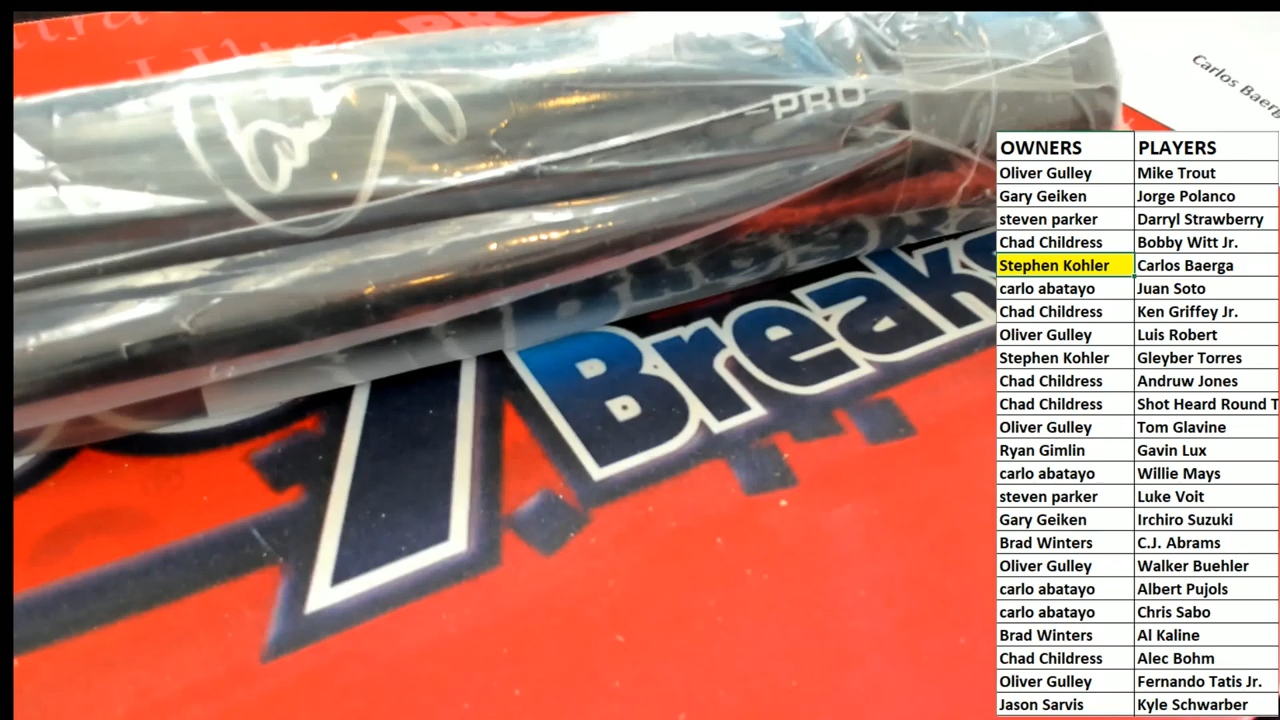 PRO
Carlos Baerg
7 Breaks
OWNERS PLAYERS
Oliver Gulley Mike Trout
Gary Geiken Jorge Polanco
steven parker Darryl Strawberry
Chad Childress Bobby Witt Jr.
Stephen Kohler Carlos Baerga
carlo abatayo Juan Soto
Chad Childress Ken Griffey Jr.
Oliver Gulley Luis Robert
Stephen Kohler Gleyber Torres
Chad Childress Andruw Jones
Chad Childress Shot Heard Round T
Oliver Gulley Tom Glavine
Ryan Gimlin Gavin Lux
carlo abatayo Willie Mays
steven parker Luke Voit
Gary Geiken Irchiro Suzuki
Brad Winters C.J. Abrams
Oliver Gulley Walker Buehler
carlo abatayo Albert Pujols
carlo abatayo Chris Sabo
Brad Winters Al Kaline
Chad Childress Alec Bohm
Oliver Gulley Fernando Tatis Jr.
Jason Sarvis Kyle Schwarber